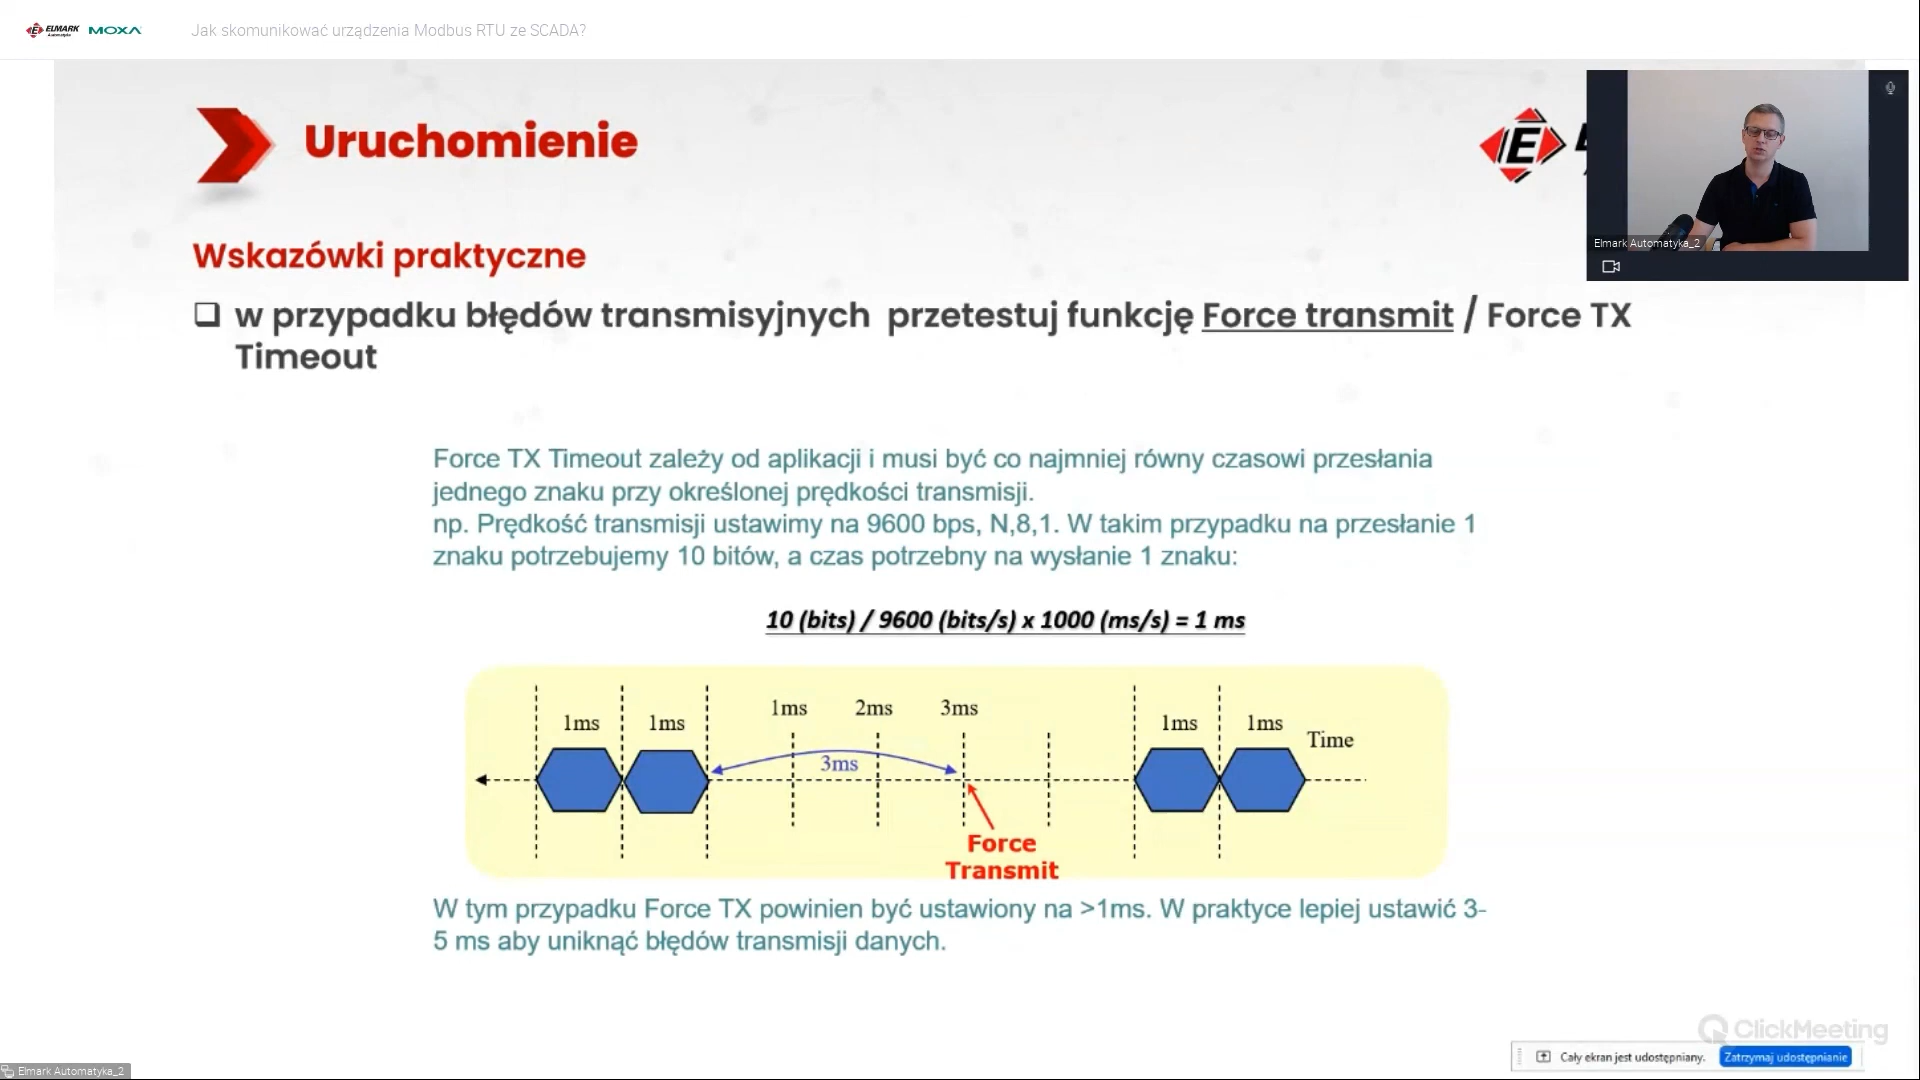 ELMARK Automatyka MOXA Jak skomunikować urządzenia Modbus RTU ze SCADA?
Uruchomienie
E
Elmark Automatyka_2
Wskazówki praktyczne
w przypadku błędów transmisyjnych przetestuj funkcję Force transmit / Force TX
Timeout
Force TX Timeout zależy od aplikacji i musi być co najmniej równy czasowi przesłania
jednego znaku przy określonej prędkości transmisji.
np. Prędkość transmisji ustawimy na 9600 bps, N,8,1. W takim przypadku na przesłanie 1
znaku potrzebujemy 10 bitów, a czas potrzebny na wysłanie 1 znaku:
10 (bits) / 9600 (bits/s) x 1000 (ms/s) = 1 ms
1ms 2ms 3ms
1ms 1ms 1ms 1ms
Time
3ms
Force
Transmit
W tym przypadku Force TX powinien być ustawiony na >1ms. W praktyce lepiej ustawić 3-
5 ms aby uniknąć błędów transmisji danych.
ClickMeeting
Cały ekran jest udostępniany. Zatrzymaj udostępnianie
Elmark Automatyka_2